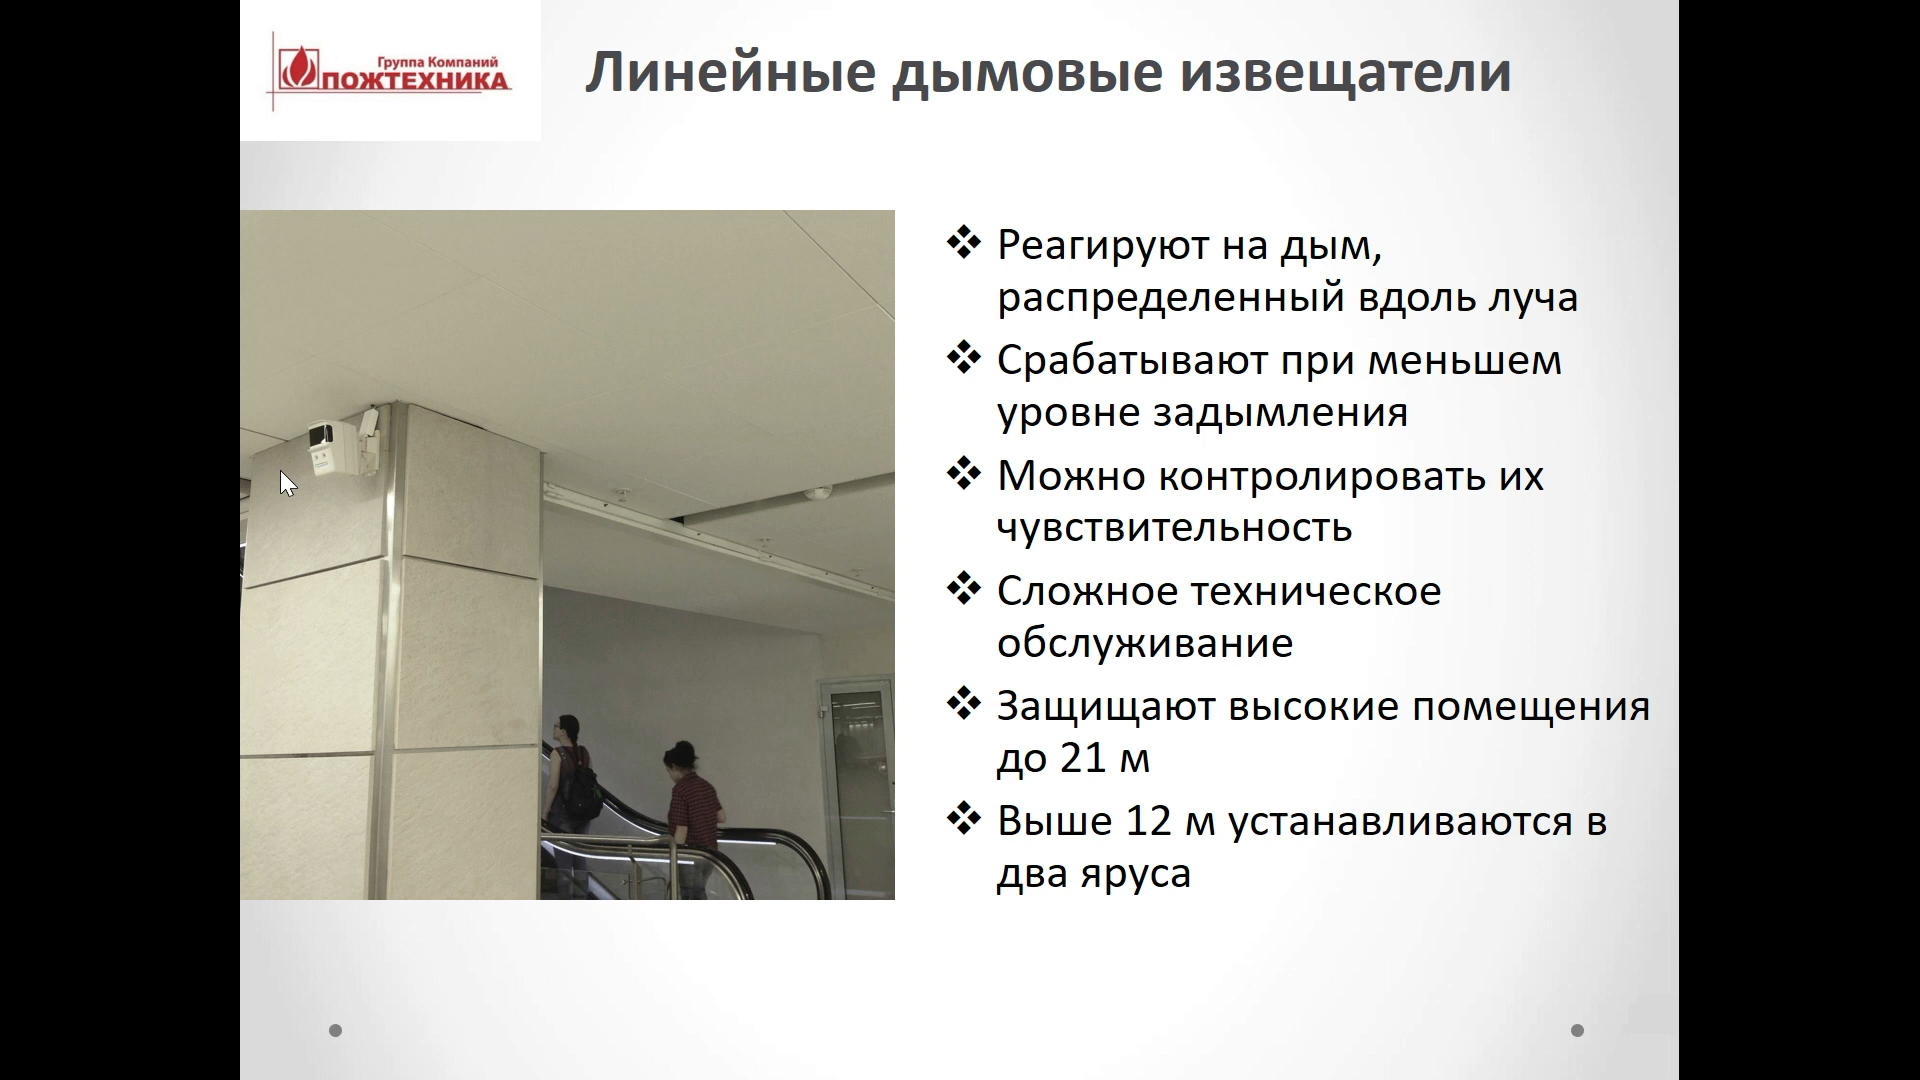 Группа Компаний
ПОЖТЕХНИКА
Линейные дымовые извещатели
Реагируют на дым,
распределенный вдоль луча
Срабатывают при меньшем
уровне задымления
Можно контролировать их
чувствительность
Сложное техническое
обслуживание
Защищают высокие помещения
до 21 м
Выше 12 м устанавливаются в
два яруса